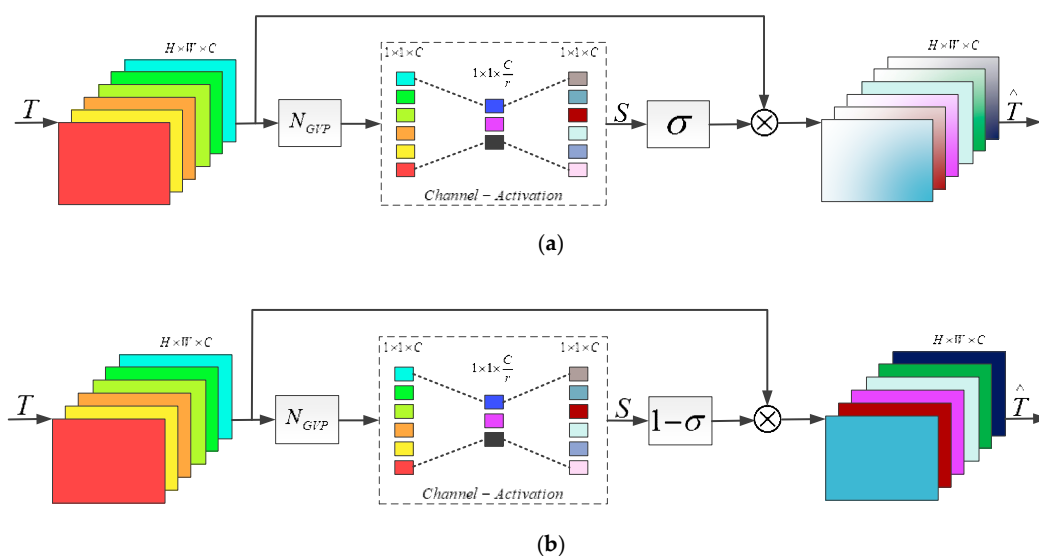 H×W×C
1×1×C
1×1×C
H×W×C
1×1×C/r
T
N_GVP
S
σ
⊗
T̂
Channel – Activation
(a)
H×W×C
1×1×C
1×1×C
H×W×C
1×1×C/r
T
N_GVP
S
1−σ
⊗
T̂
Channel – Activation
(b)